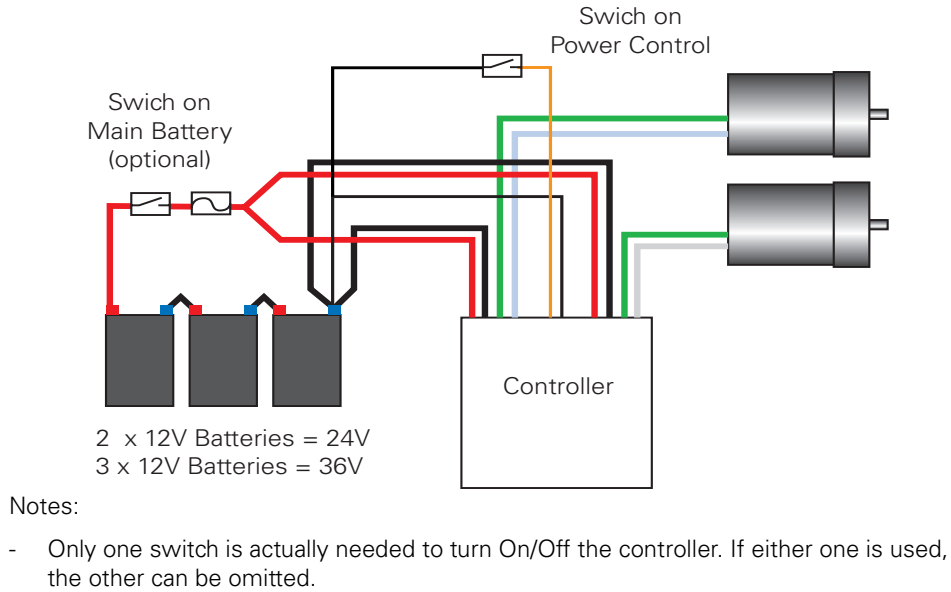 Swich on
Power Control
Swich on
Main Battery
(optional)
Controller
2  x 12V Batteries = 24V
3 x 12V Batteries = 36V
Notes:
- Only one switch is actually needed to turn On/Off the controller. If either one is used,
the other can be omitted.